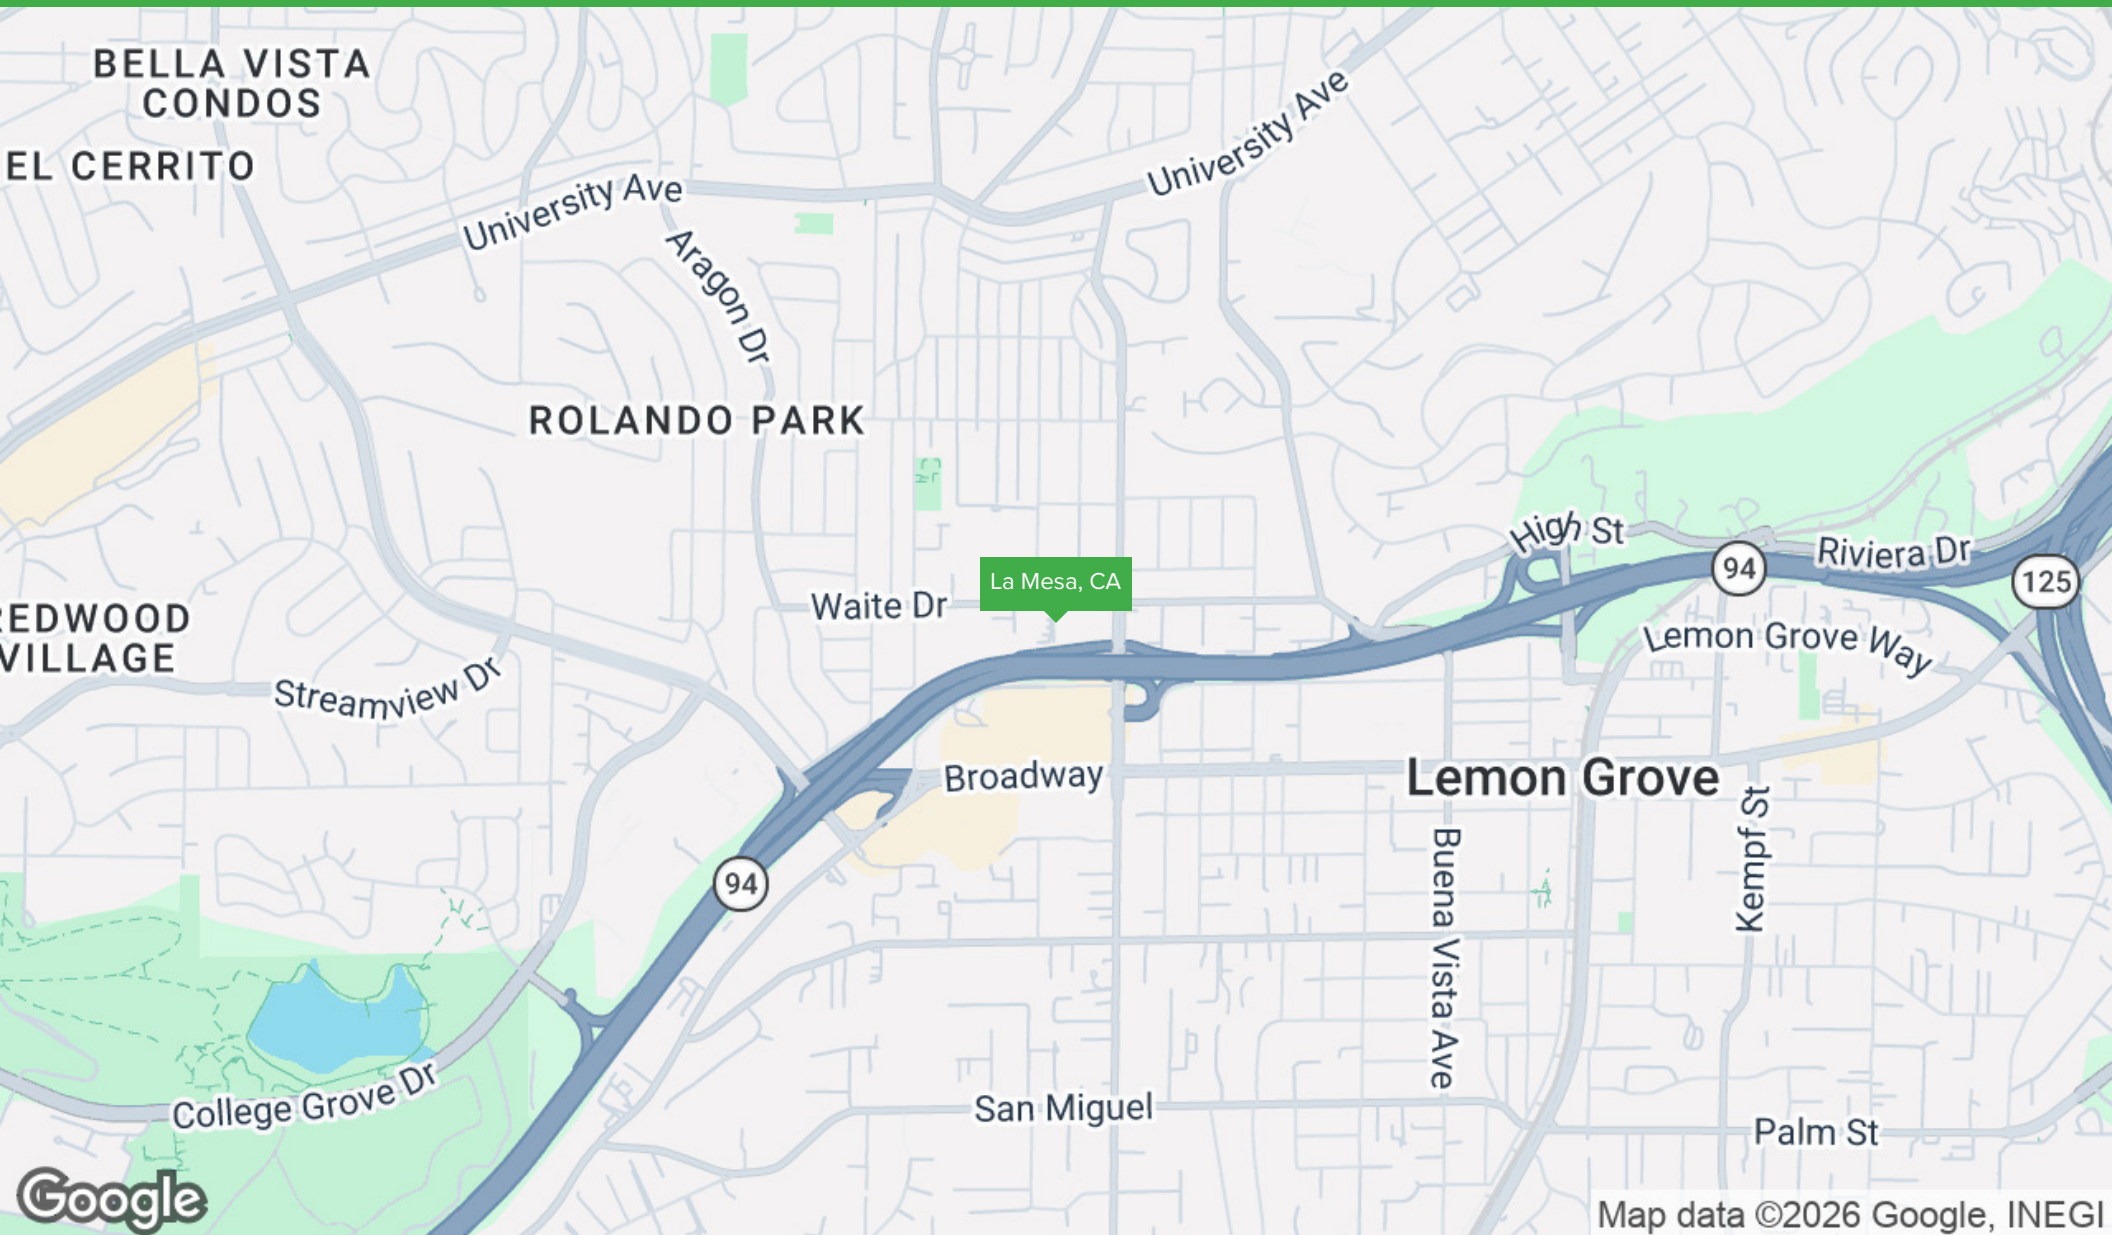 BELLA VISTA
CONDOS
EL CERRITO
University Ave
University Ave
Aragon Dr
ROLANDO PARK
High St
Riviera Dr
94
125
La Mesa, CA
Waite Dr
REDWOOD
VILLAGE
Lemon Grove Way
Streamview Dr
Broadway
Lemon Grove
Kempf St
Buena Vista Ave
94
College Grove Dr
San Miguel
Palm St
Google
Map data ©2026 Google, INEGI